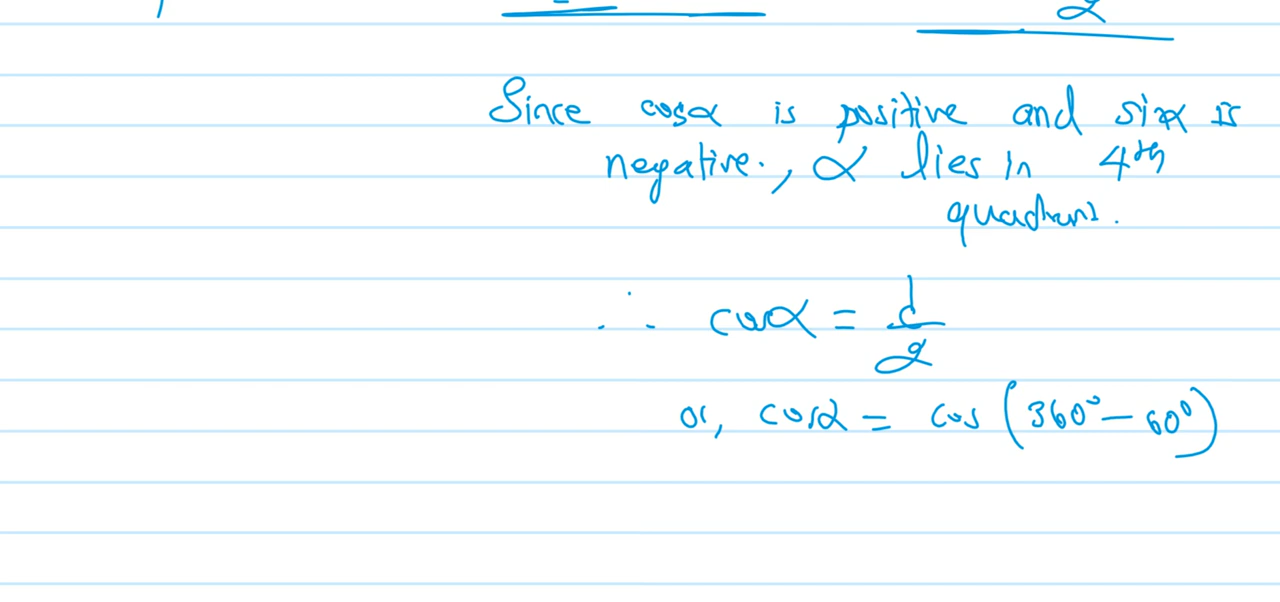 2
Since cosα is positive and sinα is
negative., α lies in 4th
quadrant.
∴ cosα = 1/2
or, cosα = cos (360° - 60°)